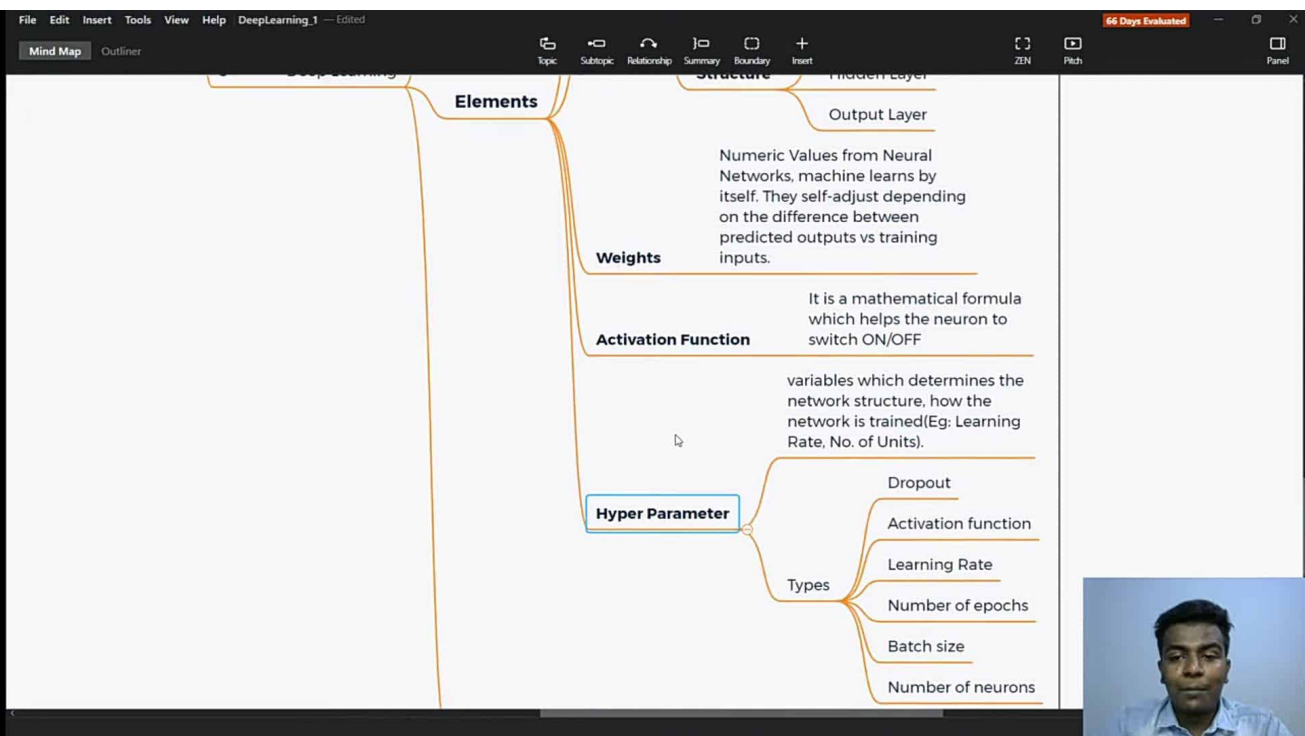 File Edit Insert Tools View Help DeepLearning_1 — Edited
66 Days Evaluated
Mind Map Outliner
Topic Subtopic Relationship Summary Boundary Insert
ZEN Pitch Panel
Deep Learning
Elements
Structure
Hidden Layer
Output Layer
Numeric Values from Neural
Networks, machine learns by
itself. They self-adjust depending
on the difference between
predicted outputs vs training
inputs.
Weights
It is a mathematical formula
which helps the neuron to
switch ON/OFF
Activation Function
variables which determines the
network structure, how the
network is trained(Eg: Learning
Rate, No. of Units).
Hyper Parameter
Types
Dropout
Activation function
Learning Rate
Number of epochs
Batch size
Number of neurons